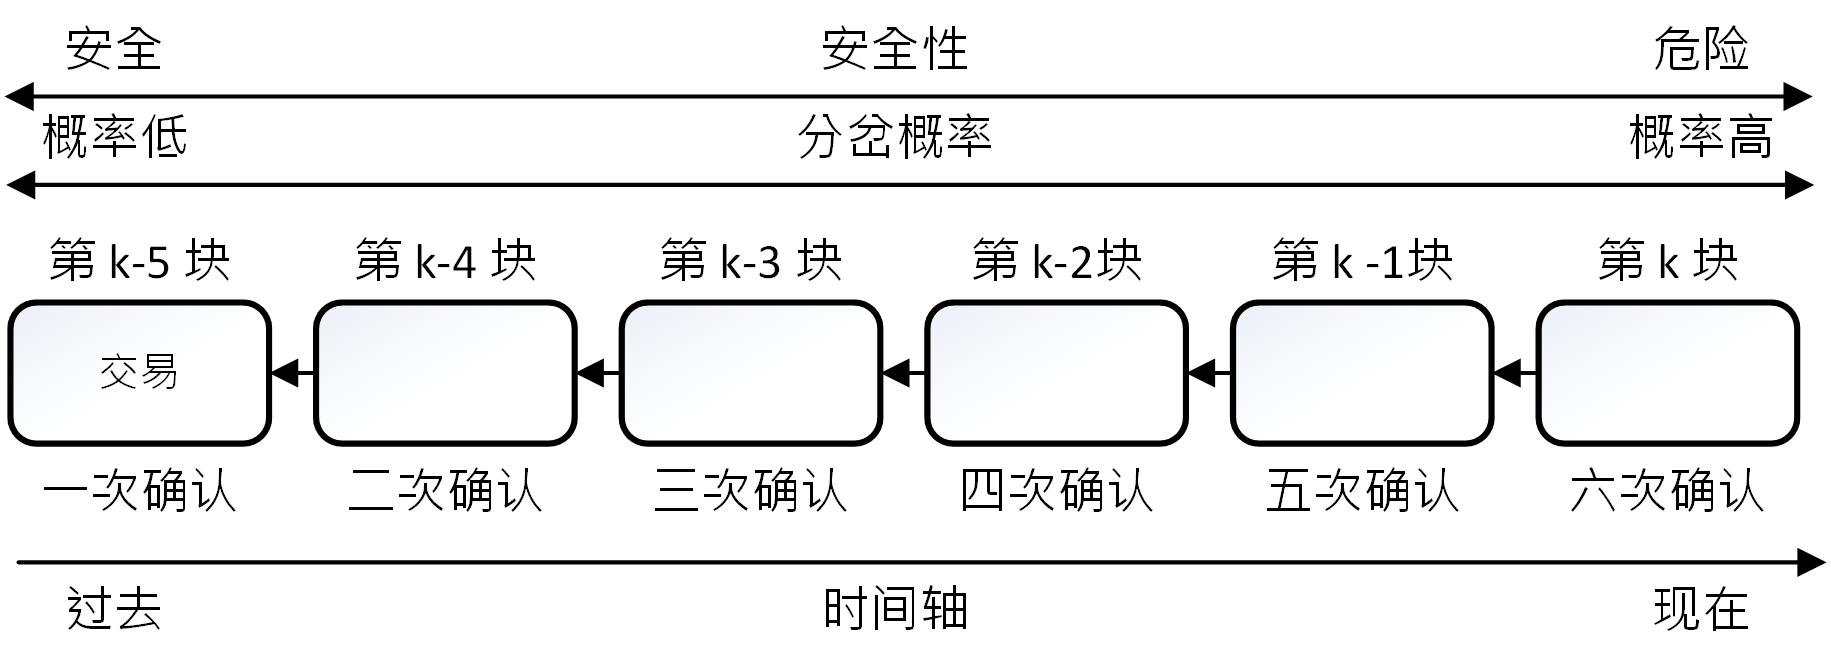 安全 安全性 危险
概率低 分岔概率 概率高
第 k-5 块 第 k-4 块 第 k-3 块 第 k-2块 第 k -1块 第 k 块
交易
一次确认 二次确认 三次确认 四次确认 五次确认 六次确认
过去 时间轴 现在